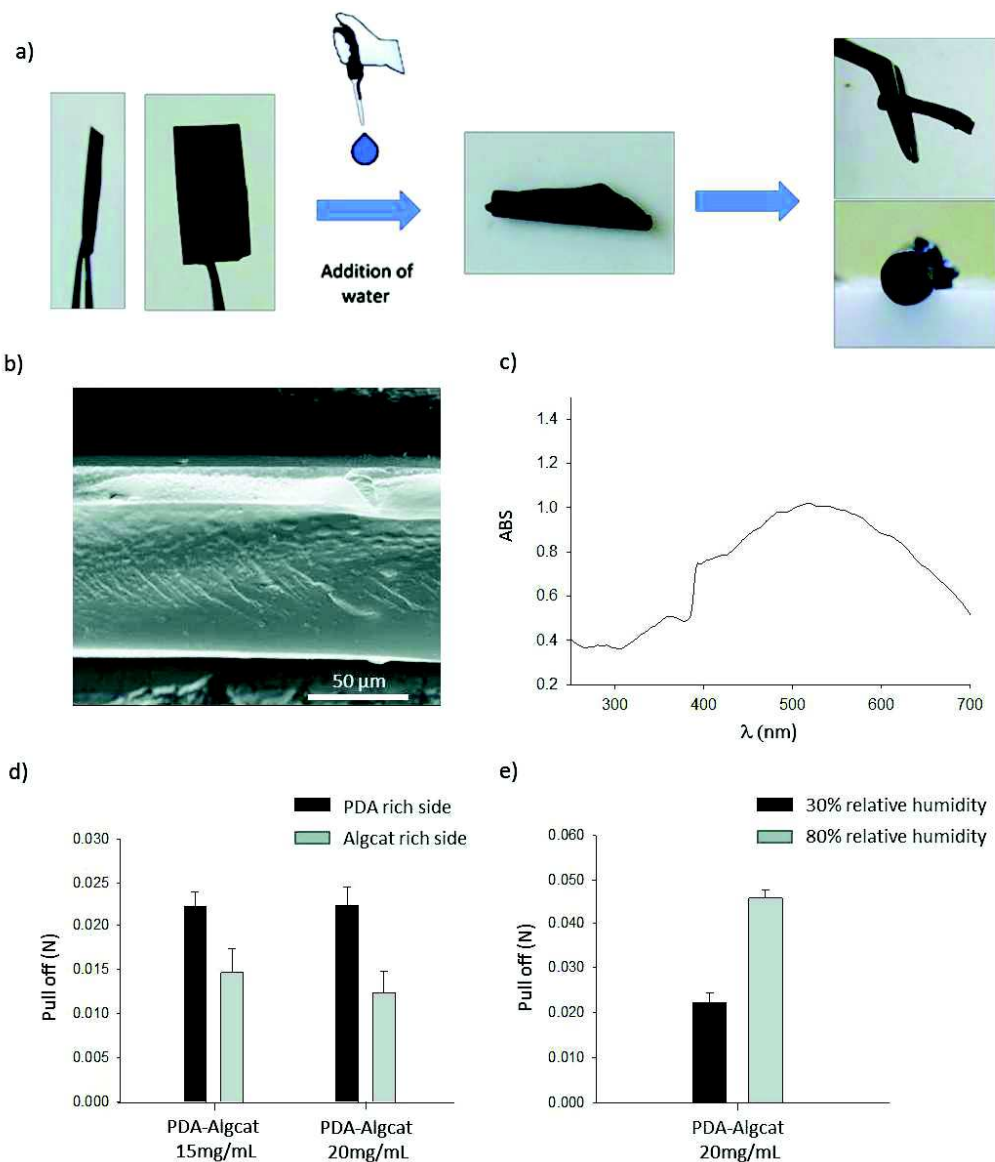 a)
Addition of
water
b)
50 µm
c)
ABS
1.4
1.2
1.0
0.8
0.6
0.4
0.2
300
400
500
600
700
λ (nm)
d)
PDA rich side
Algcat rich side
Pull off (N)
0.030
0.025
0.020
0.015
0.010
0.005
0.000
PDA-Algcat
15mg/mL
PDA-Algcat
20mg/mL
e)
30% relative humidity
80% relative humidity
Pull off (N)
0.060
0.050
0.040
0.030
0.020
0.010
0.000
PDA-Algcat
20mg/mL